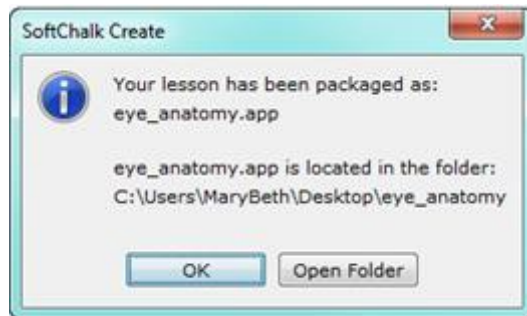 SoftChalk Create
Your lesson has been packaged as:
eye_anatomy.app
eye_anatomy.app is located in the folder:
C:\Users\MaryBeth\Desktop\eye_anatomy
OK
Open Folder